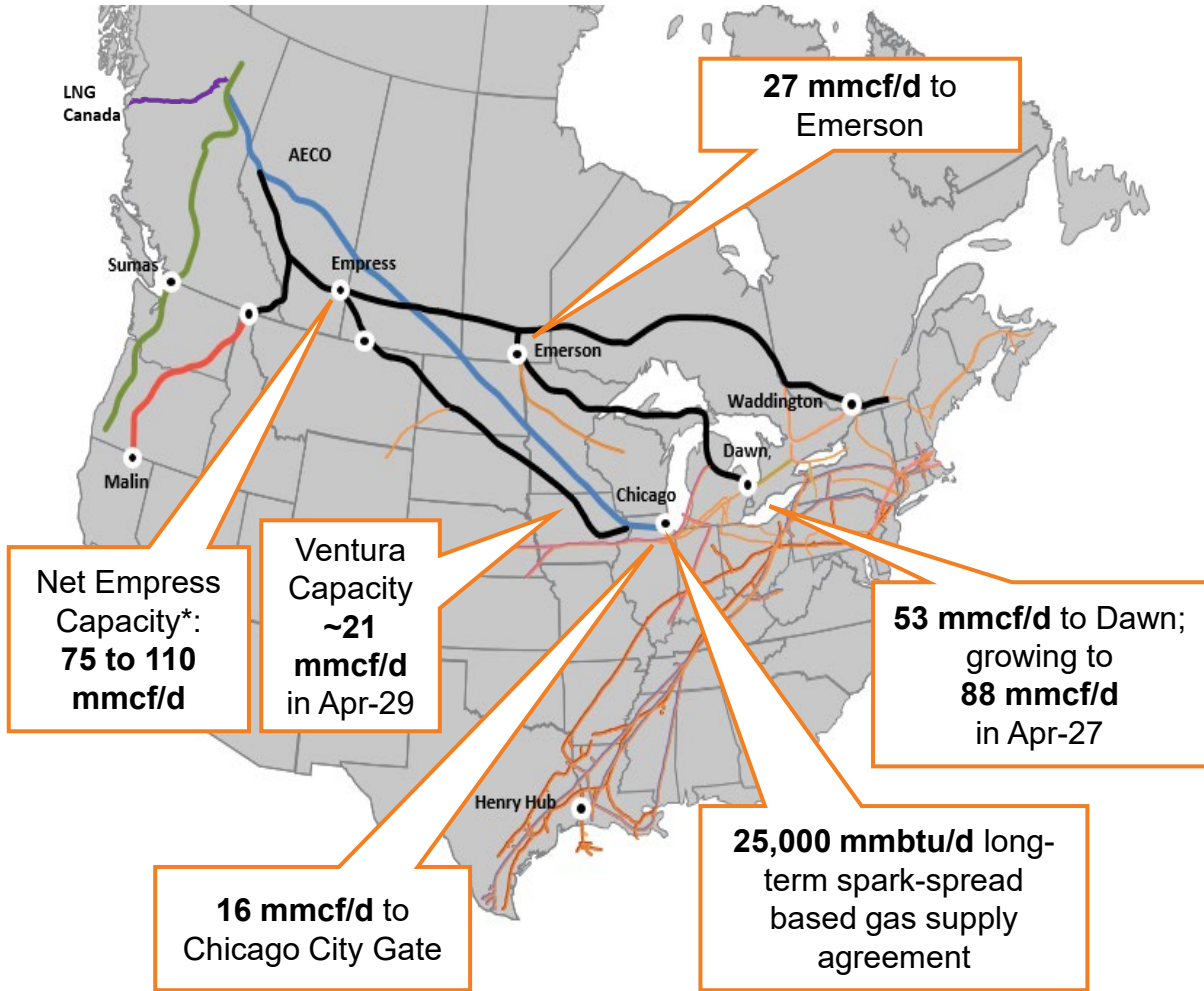 27 mmcf/d to
Emerson
LNG
Canada
AECO
Sumas
Empress
Emerson
Waddington
Malin
Dawn,
Chicago
Net Empress
Capacity*:
75 to 110
mmcf/d
Ventura
Capacity
~21
mmcf/d
in Apr-29
53 mmcf/d to Dawn;
growing to
88 mmcf/d
in Apr-27
Henry Hub
16 mmcf/d to
Chicago City Gate
25,000 mmbtu/d long-
term spark-spread
based gas supply
agreement